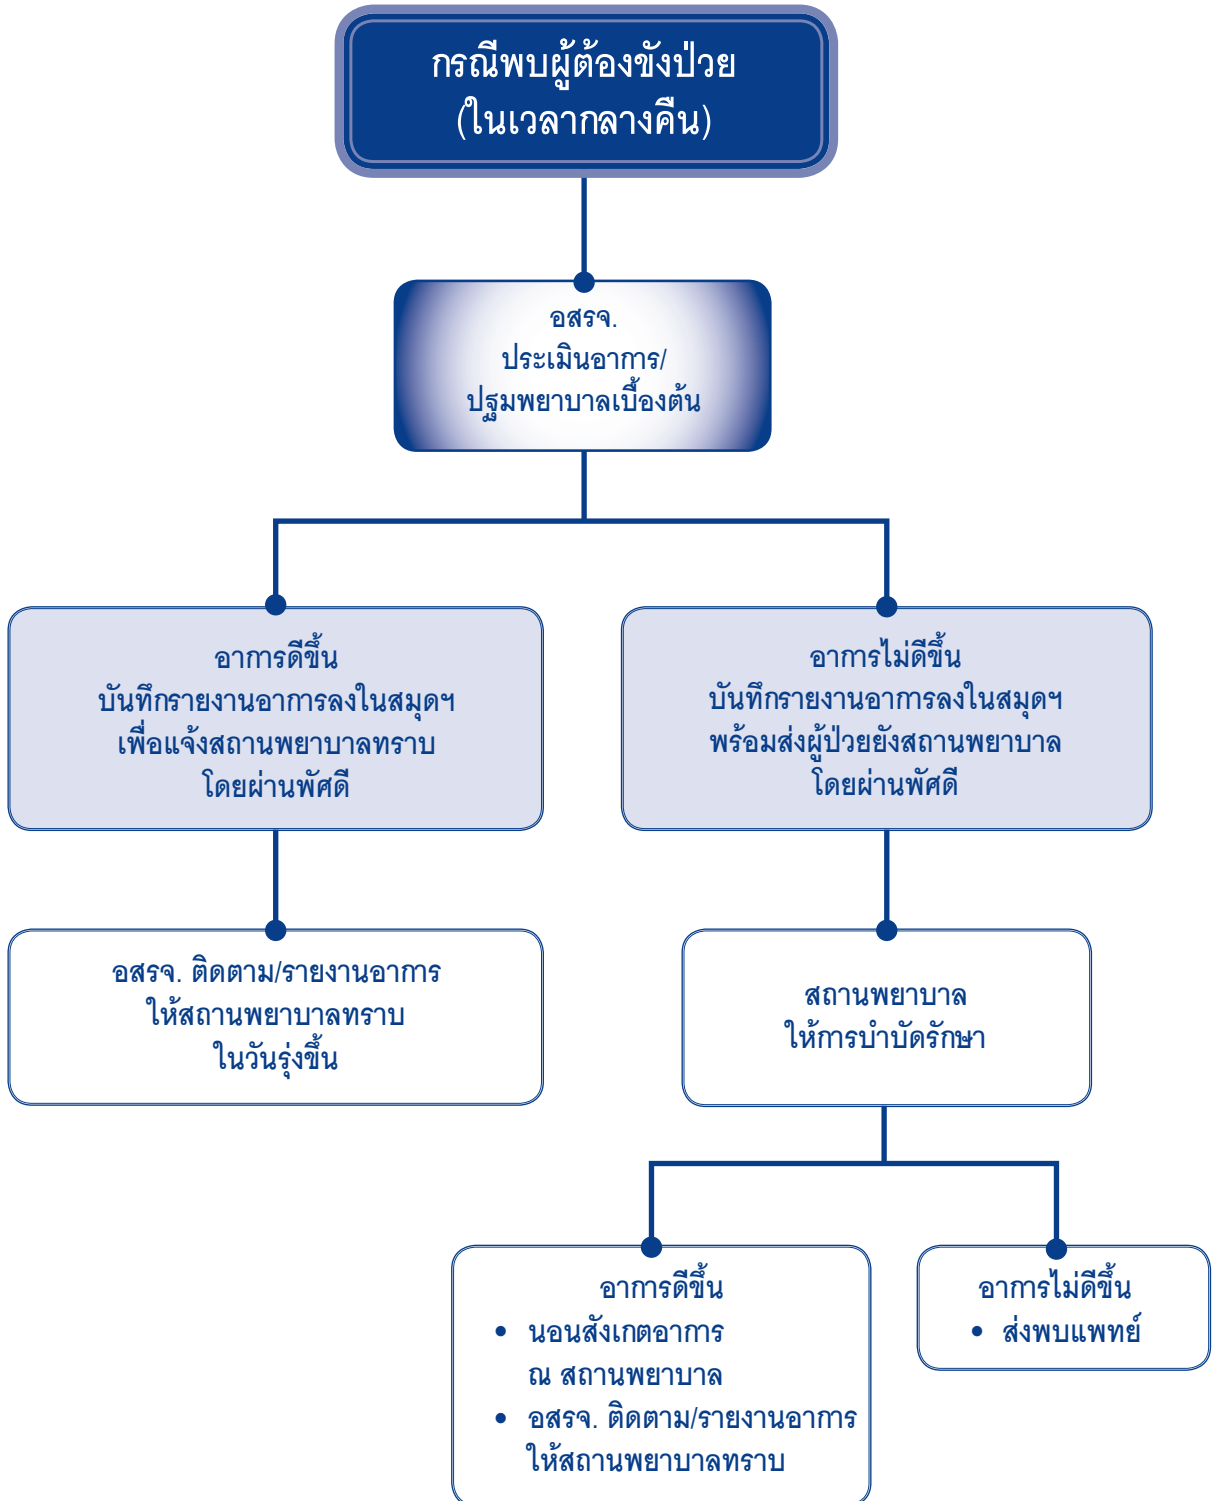 กรณีพบผู้ต้องขังป่วย
(ในเวลากลางคืน)
อสรจ.
ประเมินอาการ/
ปฐมพยาบาลเบื้องต้น
อาการดีขึ้น
บันทึกรายงานอาการลงในสมุดฯ
เพื่อแจ้งสถานพยาบาลทราบ
โดยผ่านพัศดี
อาการไม่ดีขึ้น
บันทึกรายงานอาการลงในสมุดฯ
พร้อมส่งผู้ป่วยยังสถานพยาบาล
โดยผ่านพัศดี
อสรจ. ติดตาม/รายงานอาการ
ให้สถานพยาบาลทราบ
ในวันรุ่งขึ้น
สถานพยาบาล
ให้การบำบัดรักษา
อาการดีขึ้น
• นอนสังเกตอาการ
ณ สถานพยาบาล
• อสรจ. ติดตาม/รายงานอาการ
ให้สถานพยาบาลทราบ
อาการไม่ดีขึ้น
• ส่งพบแพทย์